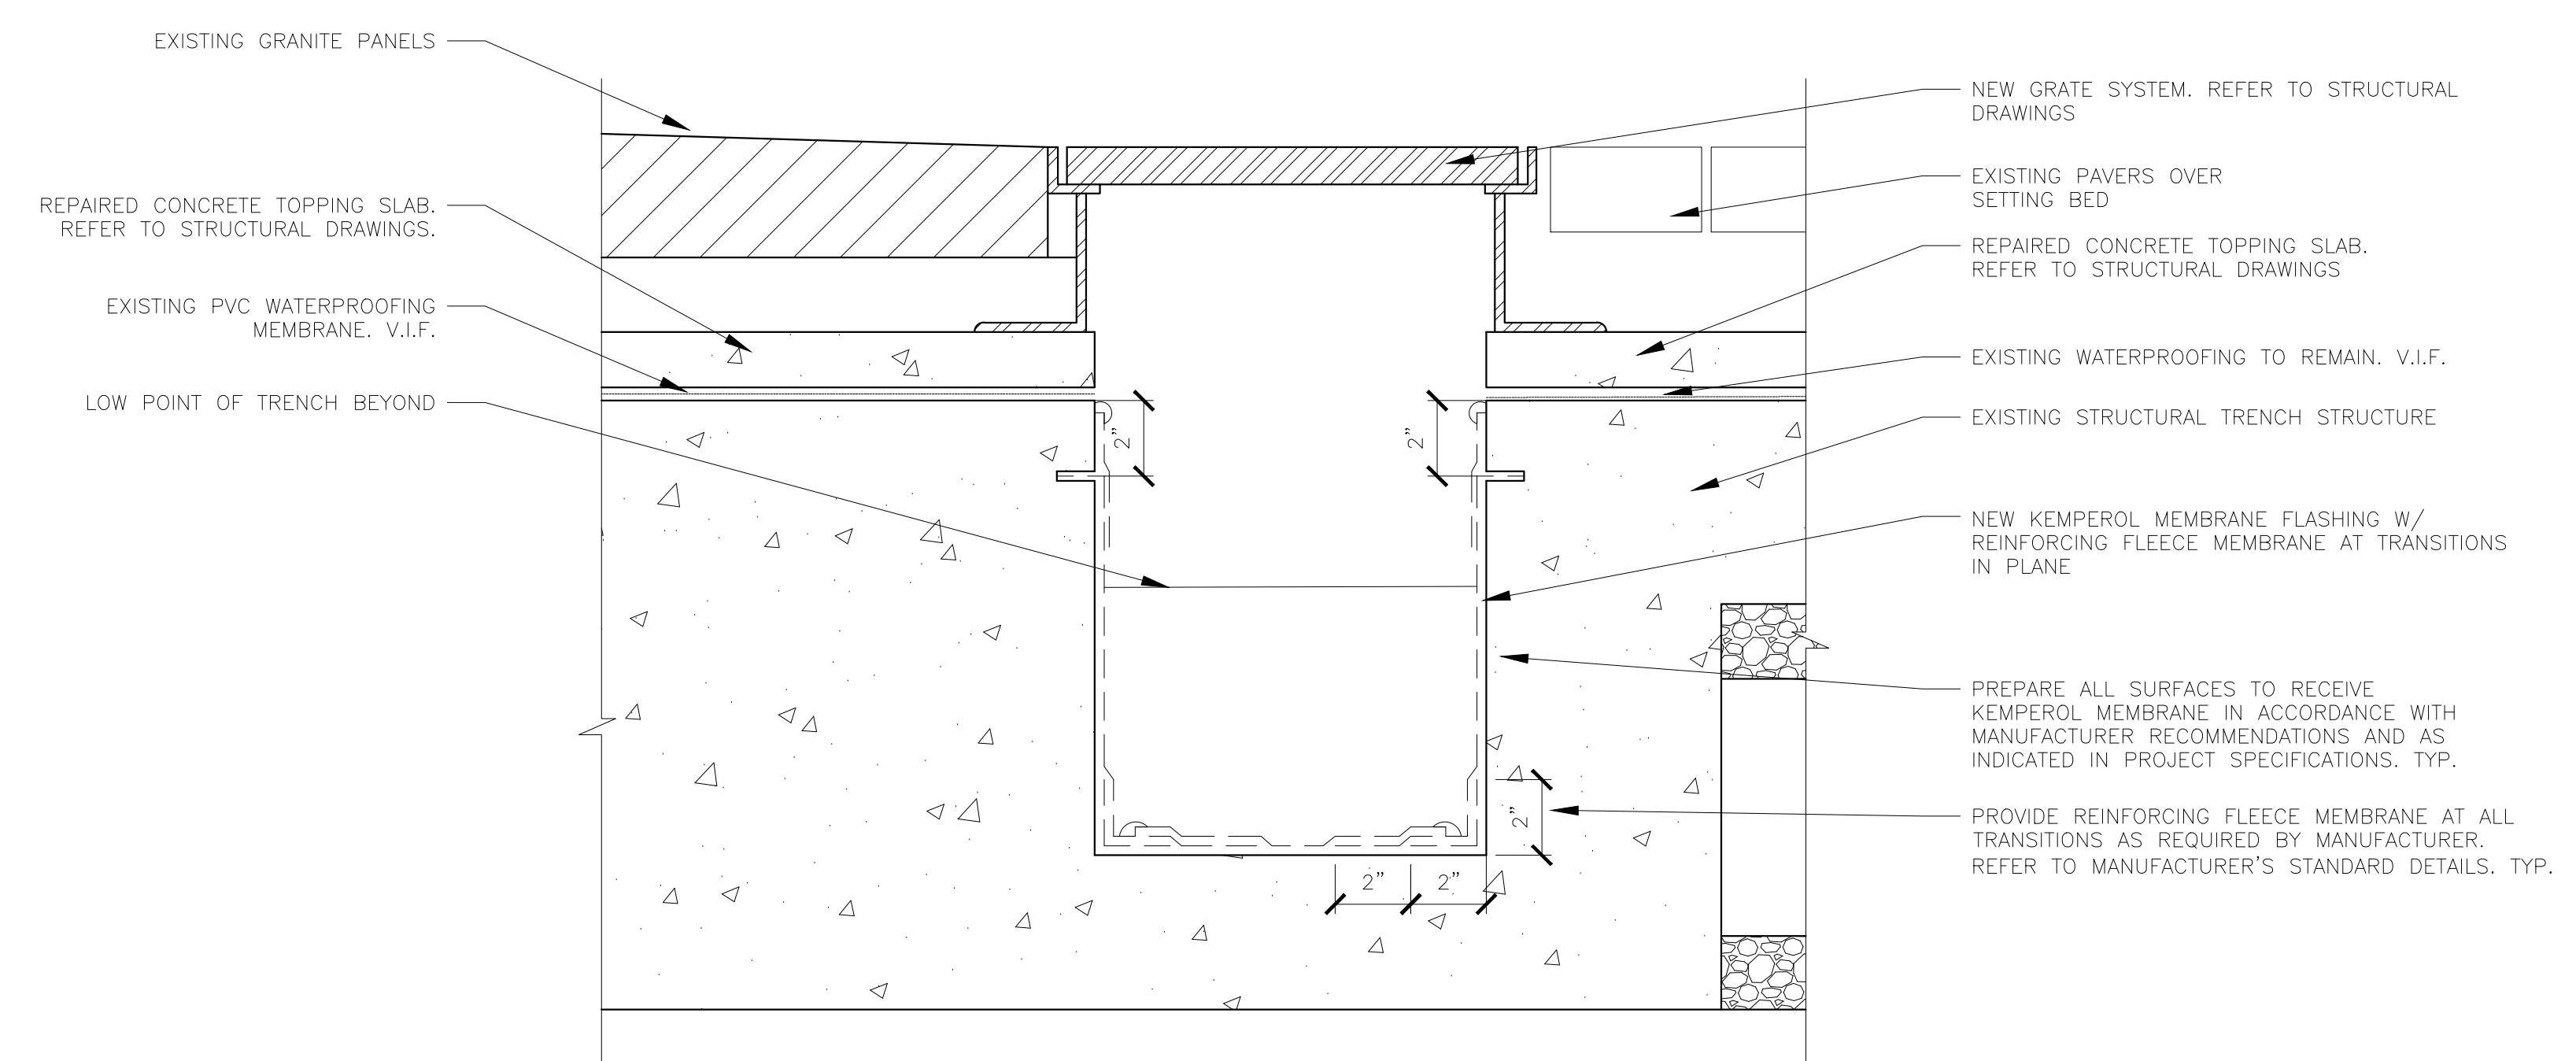 EXISTING GRANITE PANELS
REPAIRED CONCRETE TOPPING SLAB.
REFER TO STRUCTURAL DRAWINGS.
EXISTING PVC WATERPROOFING
MEMBRANE. V.I.F.
LOW POINT OF TRENCH BEYOND
2"
2"
2"
2"
2"
NEW GRATE SYSTEM. REFER TO STRUCTURAL
DRAWINGS
EXISTING PAVERS OVER
SETTING BED
REPAIRED CONCRETE TOPPING SLAB.
REFER TO STRUCTURAL DRAWINGS
EXISTING WATERPROOFING TO REMAIN. V.I.F.
EXISTING STRUCTURAL TRENCH STRUCTURE
NEW KEMPEROL MEMBRANE FLASHING W/
REINFORCING FLEECE MEMBRANE AT TRANSITIONS
IN PLANE
PREPARE ALL SURFACES TO RECEIVE
KEMPEROL MEMBRANE IN ACCORDANCE WITH
MANUFACTURER RECOMMENDATIONS AND AS
INDICATED IN PROJECT SPECIFICATIONS. TYP.
PROVIDE REINFORCING FLEECE MEMBRANE AT ALL
TRANSITIONS AS REQUIRED BY MANUFACTURER.
REFER TO MANUFACTURER'S STANDARD DETAILS. TYP.